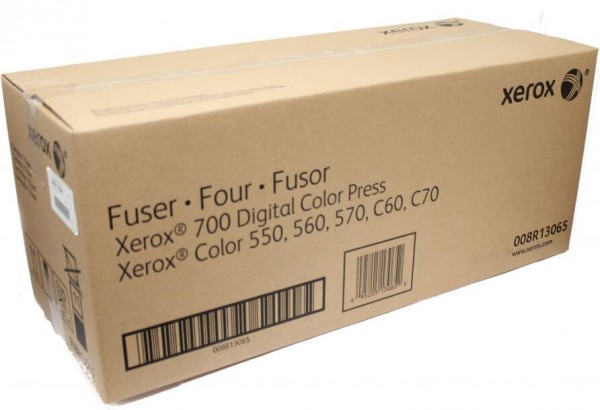 xerox
Fuser • Four • Fusor
Xerox® 700 Digital Color Press
Xerox® Color 550, 560, 570, C60, C70
008R13065
www.xerox.com
008R13065